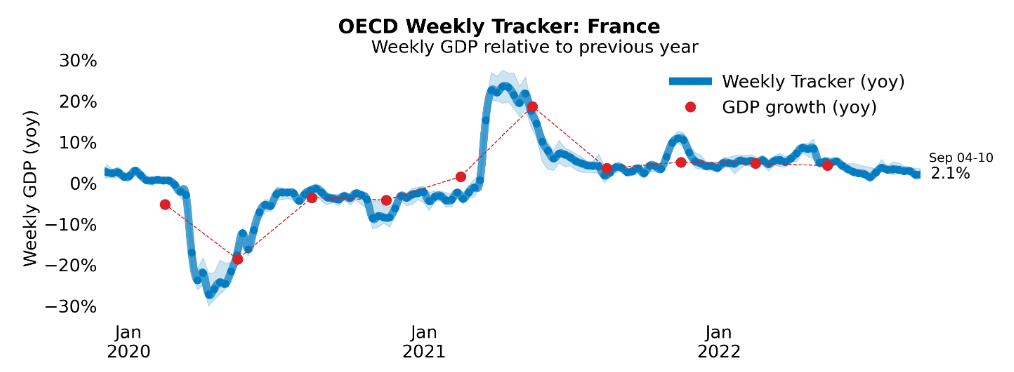 OECD Weekly Tracker: France
Weekly GDP relative to previous year
Weekly GDP (yoy)
30%
20%
10%
0%
−10%
−20%
−30%
Weekly Tracker (yoy)
GDP growth (yoy)
Sep 04-10
2.1%
Jan
2020
Jan
2021
Jan
2022